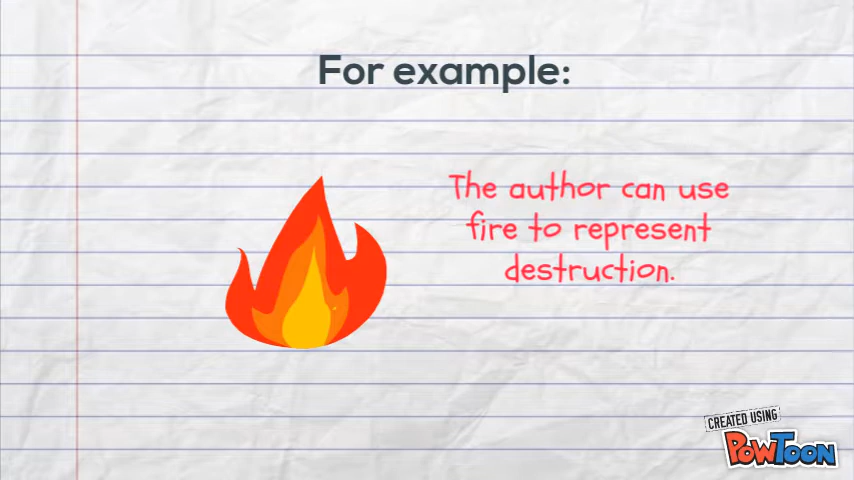 For example:
The author can use
fire to represent
destruction.
CREATED USING
POWTOON